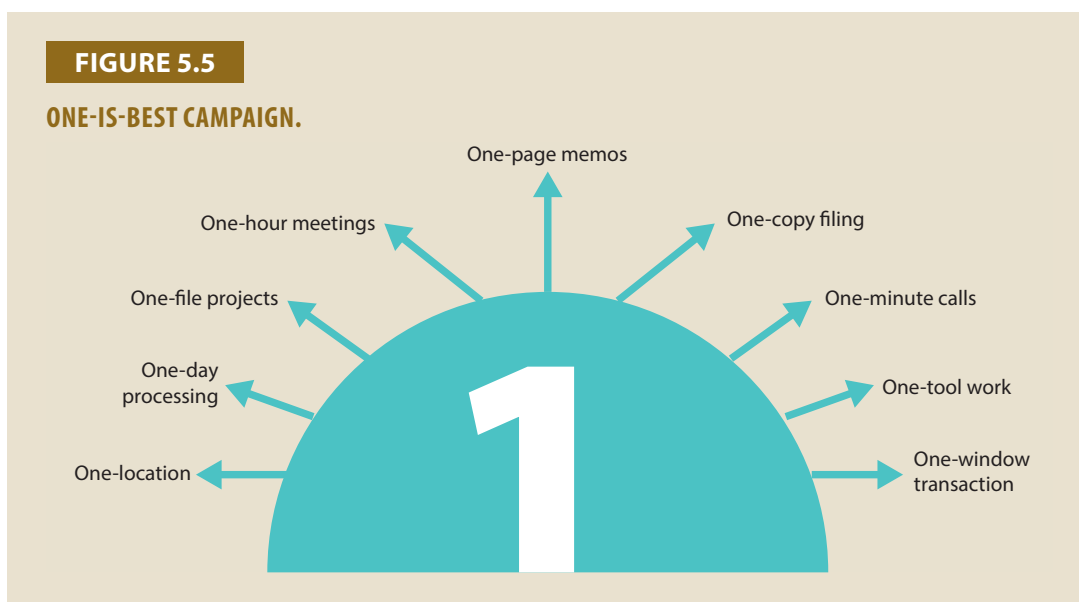 FIGURE 5.5
ONE-IS-BEST CAMPAIGN.
One-page memos
One-hour meetings
One-copy filing
One-file projects
One-minute calls
One-day
processing
One-tool work
One-location
One-window
transaction
1